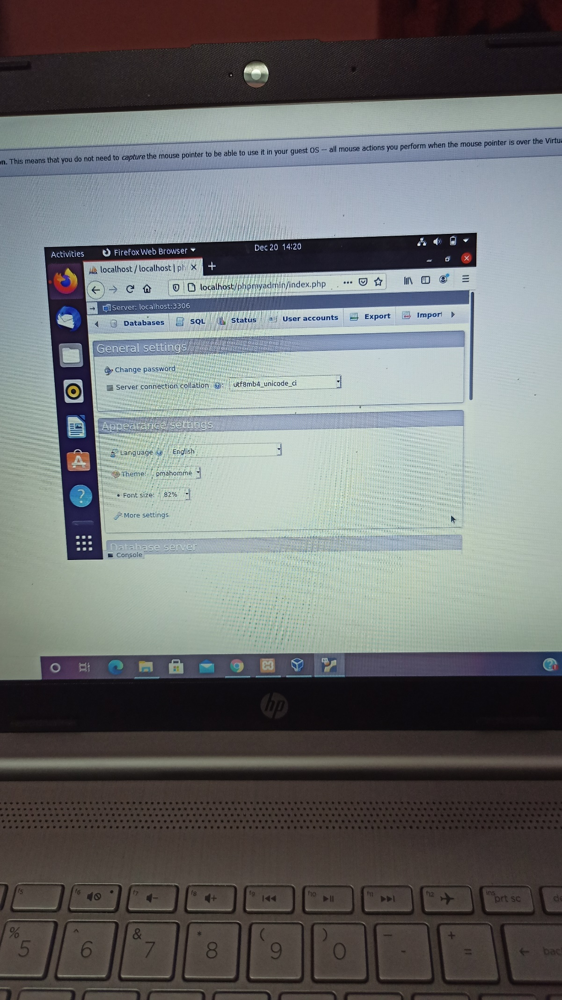 on. This means that you do not need to capture the mouse pointer to be able to use it in your guest OS — all mouse actions you perform when the mouse pointer is over the
Activities Firefox Web Browser Dec 20 14:20
localhost / localhost | ph
localhost/phpmyadmin/index.php
Server: localhost:3306
Databases SQL Status User accounts Export Impor
General settings
Change password
Server connection collation : utf8mb4_unicode_ci
Appearance settings
Language English
Theme: pmahomme
Font size: 82%
More settings
Database server
Console
hp
f5 f6 f7 f8 f9 f10 f11 f12 ins prt sc
% ^ & * ( ) — +
5 6 7 8 9 0 - = ← bac